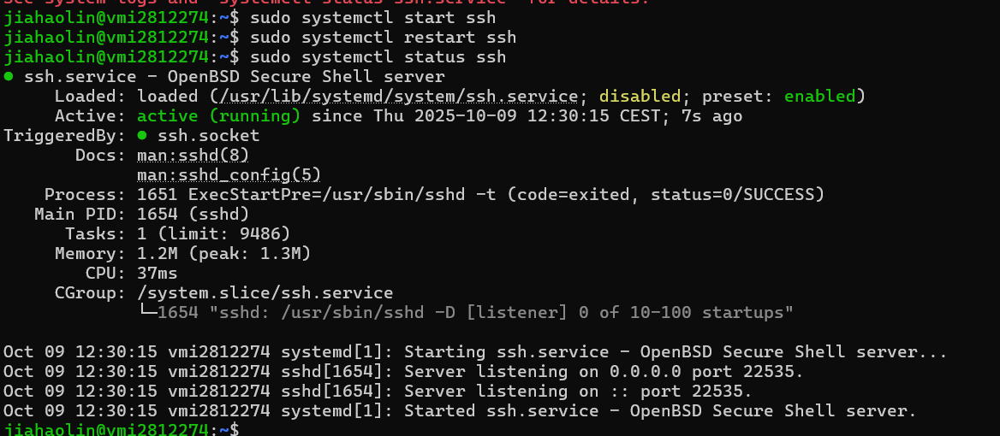 See system logs and 'systemctl status ssh.service' for details.
jiahaolin@vmi2812274:~$ sudo systemctl start ssh
jiahaolin@vmi2812274:~$ sudo systemctl restart ssh
jiahaolin@vmi2812274:~$ sudo systemctl status ssh
● ssh.service - OpenBSD Secure Shell server
     Loaded: loaded (/usr/lib/systemd/system/ssh.service; disabled; preset: enabled)
     Active: active (running) since Thu 2025-10-09 12:30:15 CEST; 7s ago
TriggeredBy: ● ssh.socket
       Docs: man:sshd(8)
             man:sshd_config(5)
    Process: 1651 ExecStartPre=/usr/sbin/sshd -t (code=exited, status=0/SUCCESS)
   Main PID: 1654 (sshd)
      Tasks: 1 (limit: 9486)
     Memory: 1.2M (peak: 1.3M)
        CPU: 37ms
     CGroup: /system.slice/ssh.service
             └─1654 "sshd: /usr/sbin/sshd -D [listener] 0 of 10-100 startups"

Oct 09 12:30:15 vmi2812274 systemd[1]: Starting ssh.service - OpenBSD Secure Shell server...
Oct 09 12:30:15 vmi2812274 sshd[1654]: Server listening on 0.0.0.0 port 22535.
Oct 09 12:30:15 vmi2812274 sshd[1654]: Server listening on :: port 22535.
Oct 09 12:30:15 vmi2812274 systemd[1]: Started ssh.service - OpenBSD Secure Shell server.
jiahaolin@vmi2812274:~$